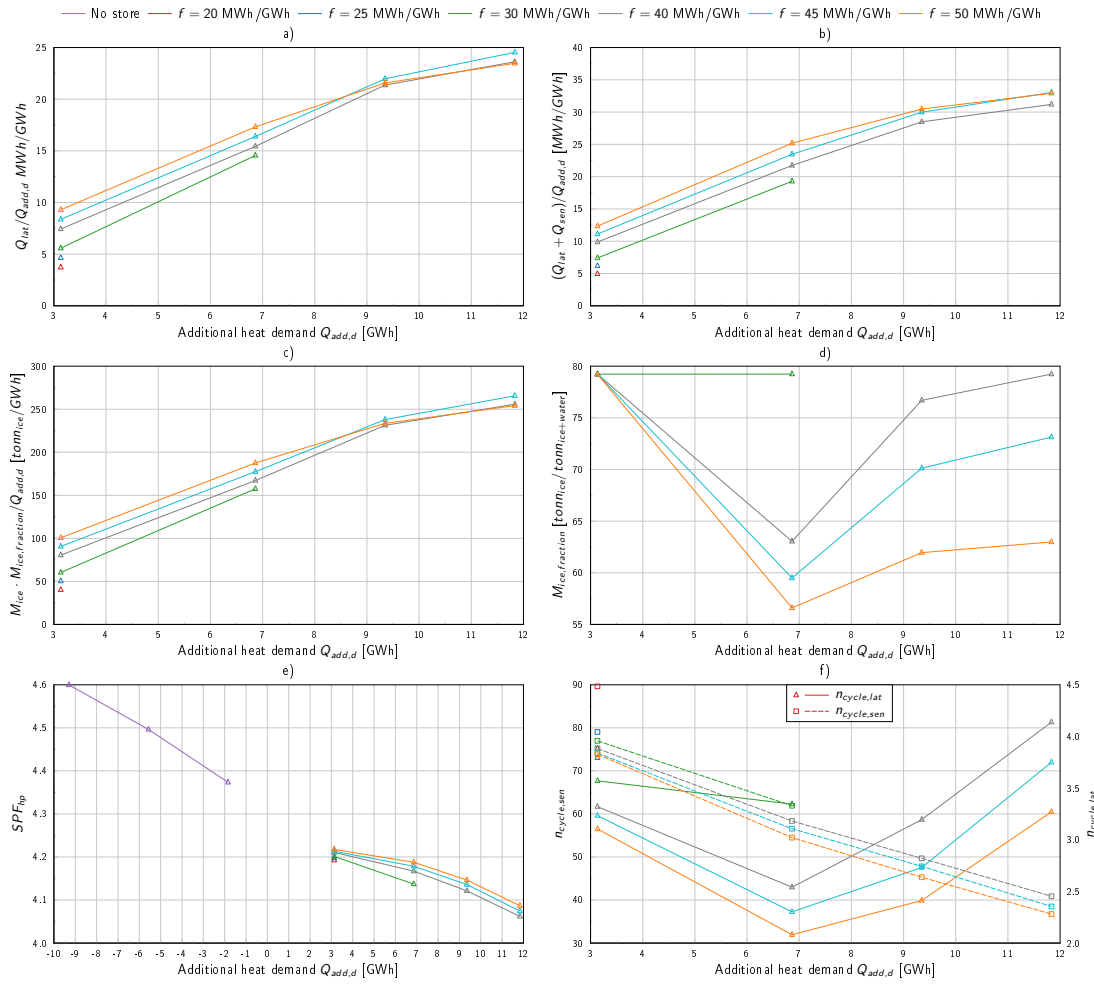 No store f = 20 MWh/GWh f = 25 MWh/GWh f = 30 MWh/GWh f = 40 MWh/GWh f = 45 MWh/GWh f = 50 MWh/GWh
a)
Q_lat/Q_add,d MWh/GWh
25
20
15
10
5
0
3 4 5 6 7 8 9 10 11 12
Additional heat demand Q_add,d [GWh]
b)
(Q_lat + Q_sen)/Q_add,d [MWh/GWh]
40
35
30
25
20
15
10
5
0
3 4 5 6 7 8 9 10 11 12
Additional heat demand Q_add,d [GWh]
c)
M_ice · M_ice,fraction/Q_add,d [tonn_ice/GWh]
300
250
200
150
100
50
0
3 4 5 6 7 8 9 10 11 12
Additional heat demand Q_add,d [GWh]
d)
M_ice,fraction [tonn_ice/tonn_ice+water]
80
75
70
65
60
55
3 4 5 6 7 8 9 10 11 12
Additional heat demand Q_add,d [GWh]
e)
SPF_hp
4.6
4.5
4.4
4.3
4.2
4.1
4.0
-10 -9 -8 -7 -6 -5 -4 -3 -2 -1 0 1 2 3 4 5 6 7 8 9 10 11 12
Additional heat demand Q_add,d [GWh]
f)
n_cycle,lat
n_cycle,sen
n_cycle,sen
90
80
70
60
50
40
30
4.5
4.0
3.5
3.0
2.5
2.0
n_cycle,lat
3 4 5 6 7 8 9 10 11 12
Additional heat demand Q_add,d [GWh]